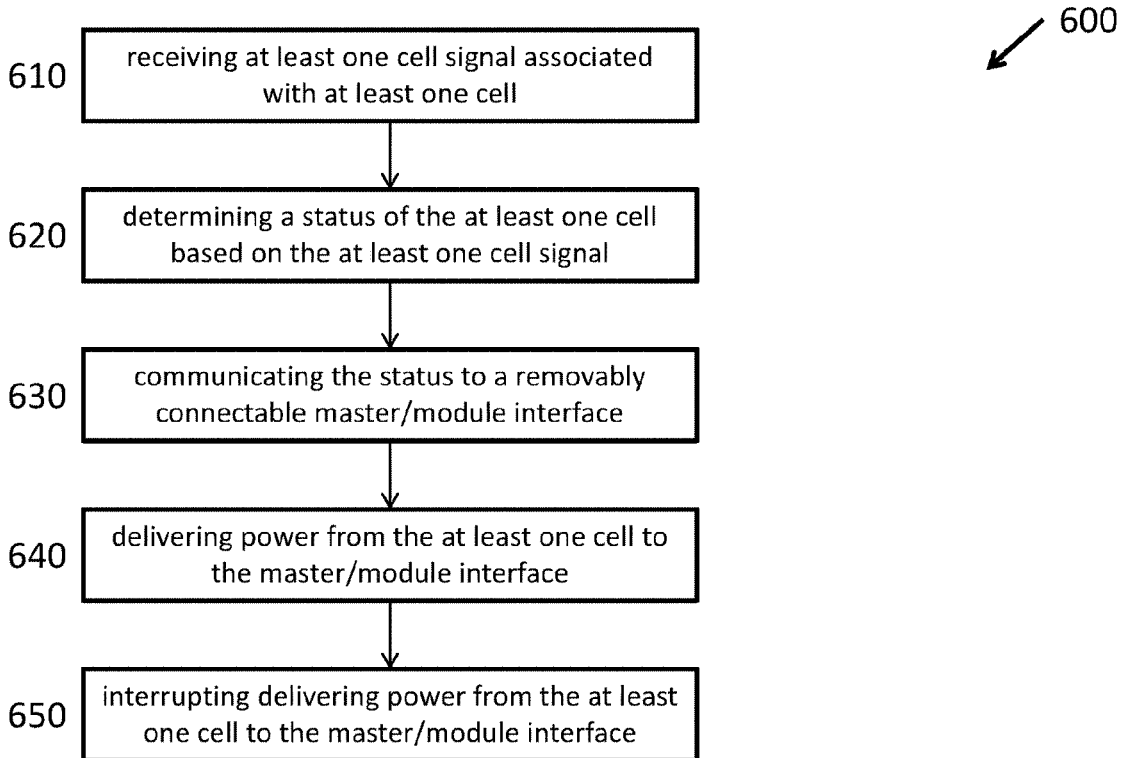 600
610
receiving at least one cell signal associated
with at least one cell
620
determining a status of the at least one cell
based on the at least one cell signal
630
communicating the status to a removably
connectable master/module interface
640
delivering power from the at least one cell to
the master/module interface
650
interrupting delivering power from the at least
one cell to the master/module interface